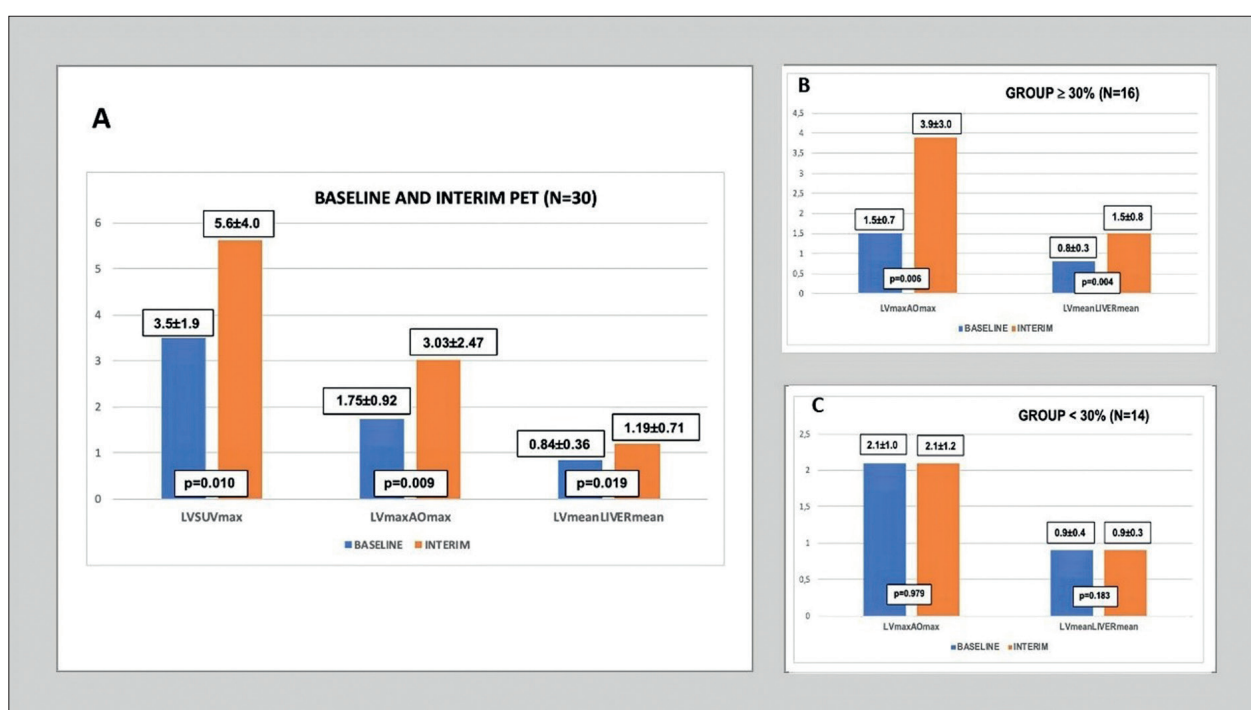 A
BASELINE AND INTERIM PET (N=30)
6
5
4
3
2
1
0
3.5±1.9
5.6±4.0
1.75±0.92
3.03±2.47
0.84±0.36
1.19±0.71
p=0.010
p=0.009
p=0.019
LVSUVmax
LVmaxAOmax
LVmeanLIVERmean
BASELINE
INTERIM
B
GROUP ≥ 30% (N=16)
4,5
4
3,5
3
2,5
2
1,5
1
0,5
0
1.5±0.7
3.9±3.0
0.8±0.3
1.5±0.8
p=0.006
p=0.004
LVmaxAOmax
LVmeanLIVERmean
BASELINE
INTERIM
C
GROUP < 30% (N=14)
2,5
2
1,5
1
0,5
0
2.1±1.0
2.1±1.2
0.9±0.4
0.9±0.3
p=0.979
p=0.183
LVmaxAOmax
LVmeanLIVERmean
BASELINE
INTERIM